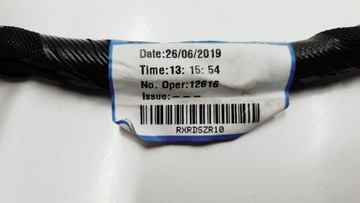 Date:26/06/2019
Time:13: 15: 54
No. Oper:12616
Issue:- - -
RXRDSZR10